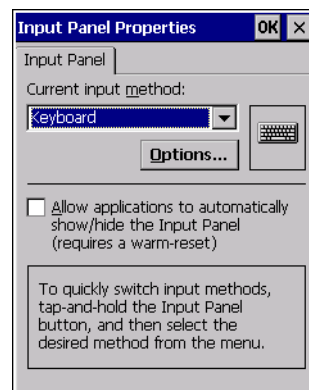 Input Panel Properties OK ×
Input Panel
Current input method:
Keyboard
Options...
Allow applications to automatically
show/hide the Input Panel
(requires a warm-reset)
To quickly switch input methods,
tap-and-hold the Input Panel
button, and then select the
desired method from the menu.